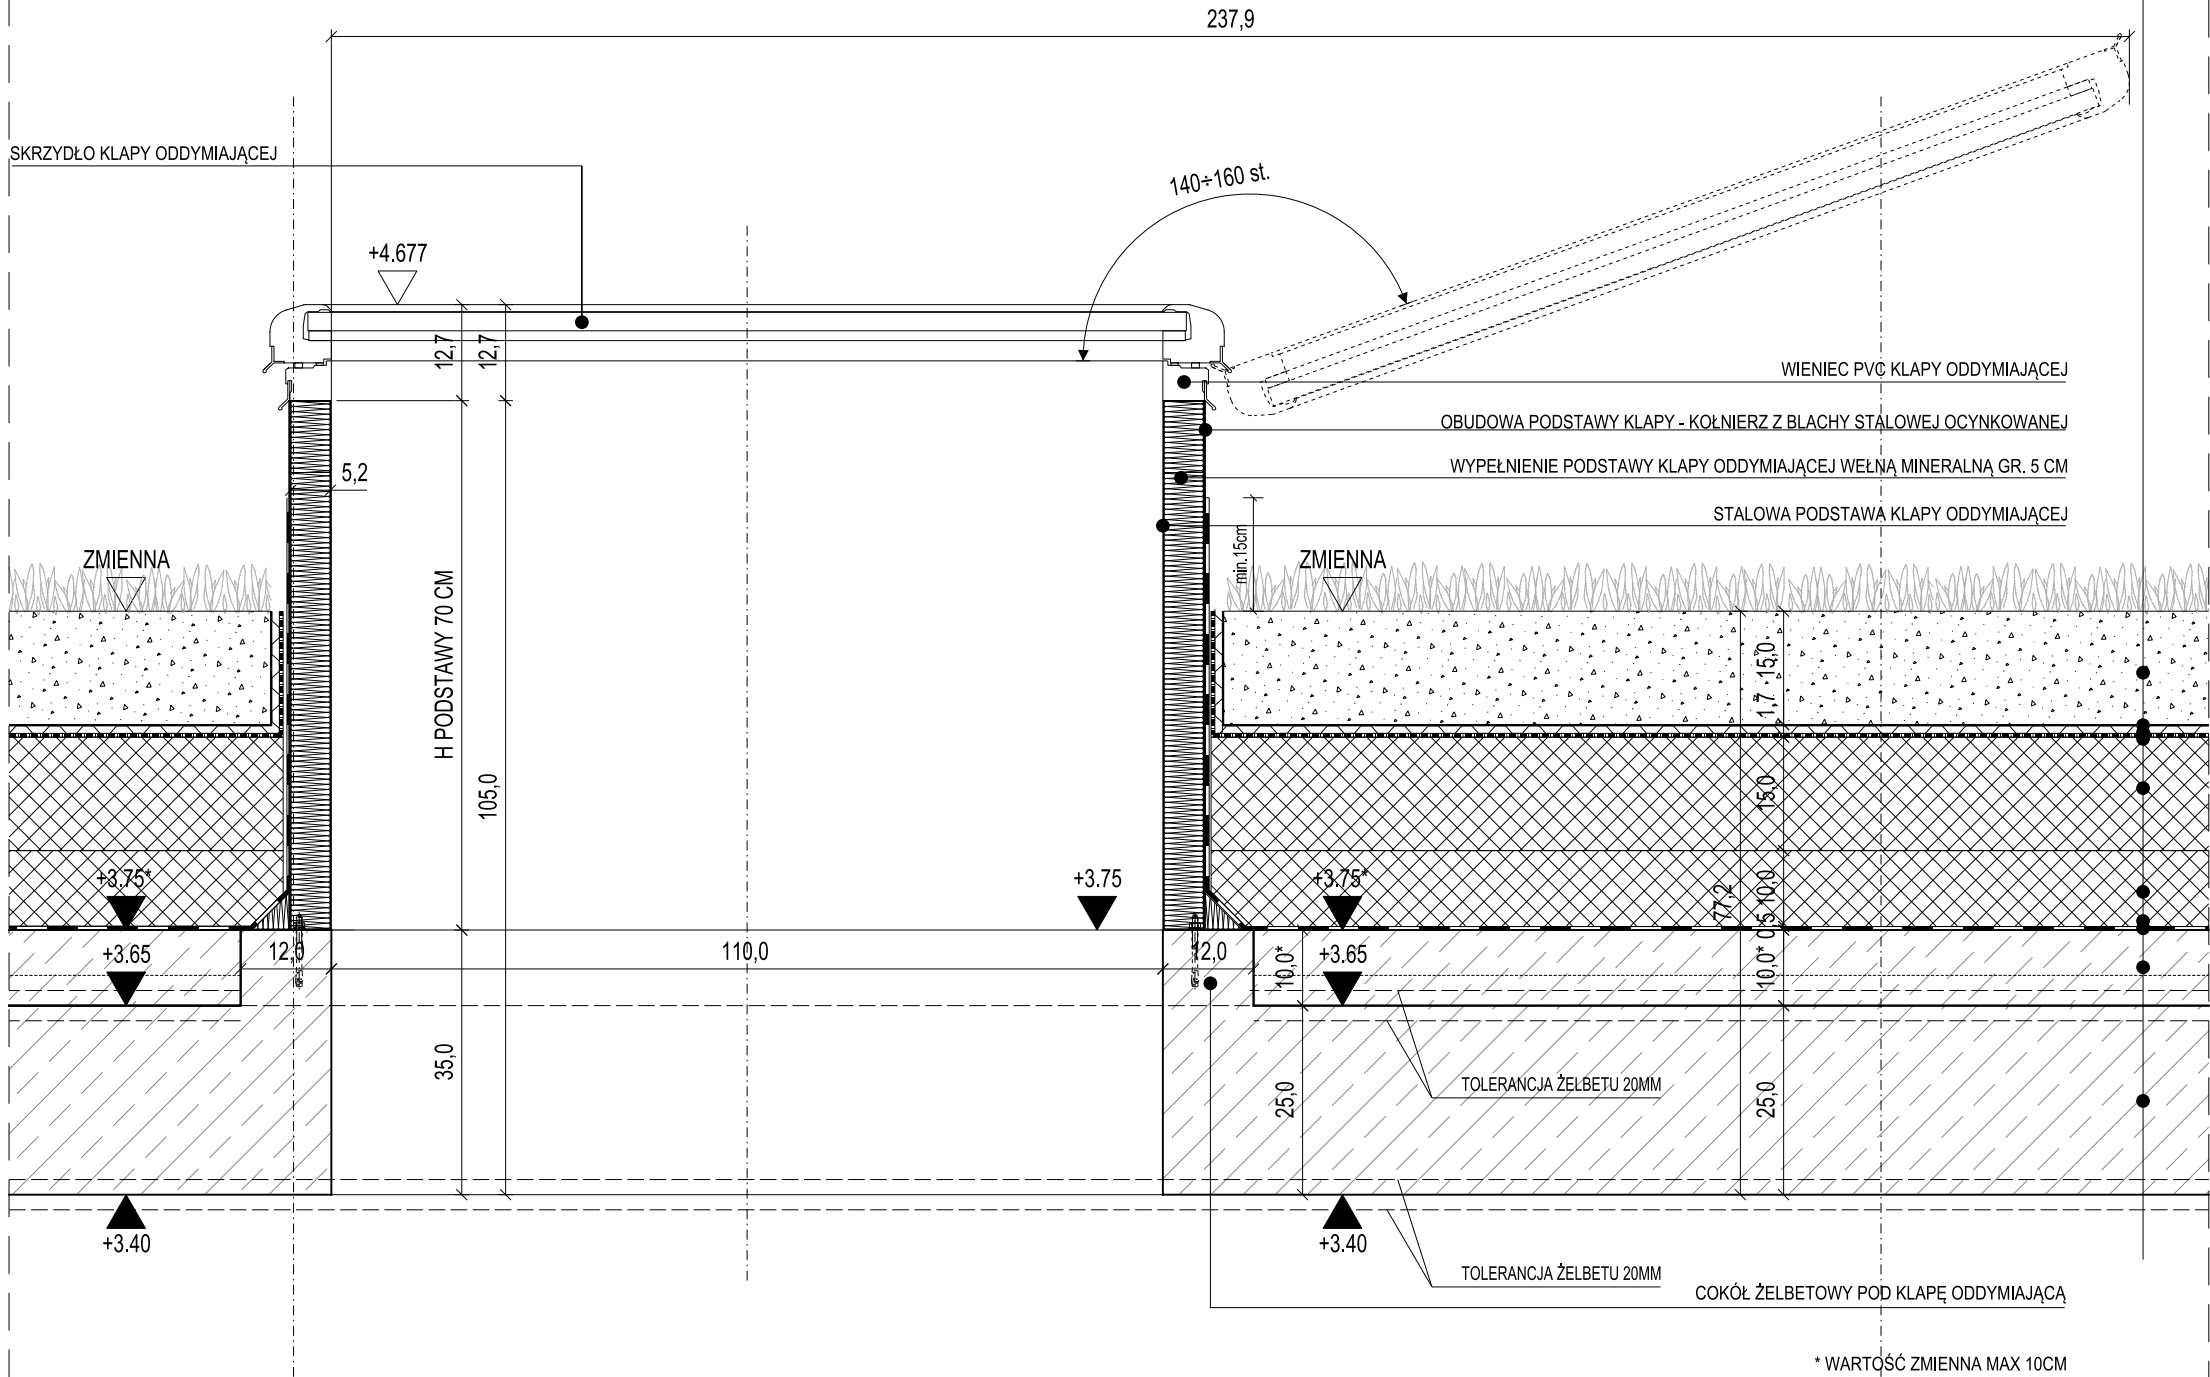 237,9
SKRZYDŁO KLAPY ODDYMIAJĄCEJ
140÷160 st.
+4.677
12,7
12,7
WIENIEC PVC KLAPY ODDYMIAJĄCEJ
OBUDOWA PODSTAWY KLAPY - KOŁNIERZ Z BLACHY STALOWEJ OCYNKOWANEJ
WYPEŁNIENIE PODSTAWY KLAPY ODDYMIAJĄCEJ WEŁNĄ MINERALNĄ GR. 5 CM
5,2
STALOWA PODSTAWA KLAPY ODDYMIAJĄCEJ
min.15cm
ZMIENNA
ZMIENNA
H PODSTAWY 70 CM
15,0
1,7
105,0
15,0
+3.75*
+3.75
+3.75*
10,0
77,2
0,5
12,0
+3.65
110,0
12,0
10,0*
+3.65
10,0*
35,0
25,0
TOLERANCJA ŻELBETU 20MM
25,0
+3.40
+3.40
TOLERANCJA ŻELBETU 20MM
COKÓŁ ŻELBETOWY POD KLAPĘ ODDYMIAJĄCĄ
* WARTOŚĆ ZMIENNA MAX 10CM